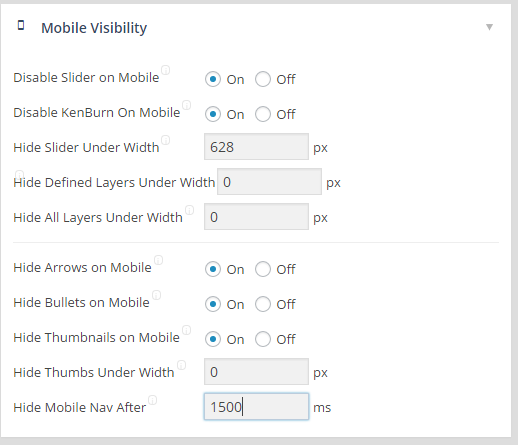 Mobile Visibility
Disable Slider on Mobile On Off
Disable KenBurn On Mobile On Off
Hide Slider Under Width 628 px
Hide Defined Layers Under Width 0 px
Hide All Layers Under Width 0 px
Hide Arrows on Mobile On Off
Hide Bullets on Mobile On Off
Hide Thumbnails on Mobile On Off
Hide Thumbs Under Width 0 px
Hide Mobile Nav After 1500 ms